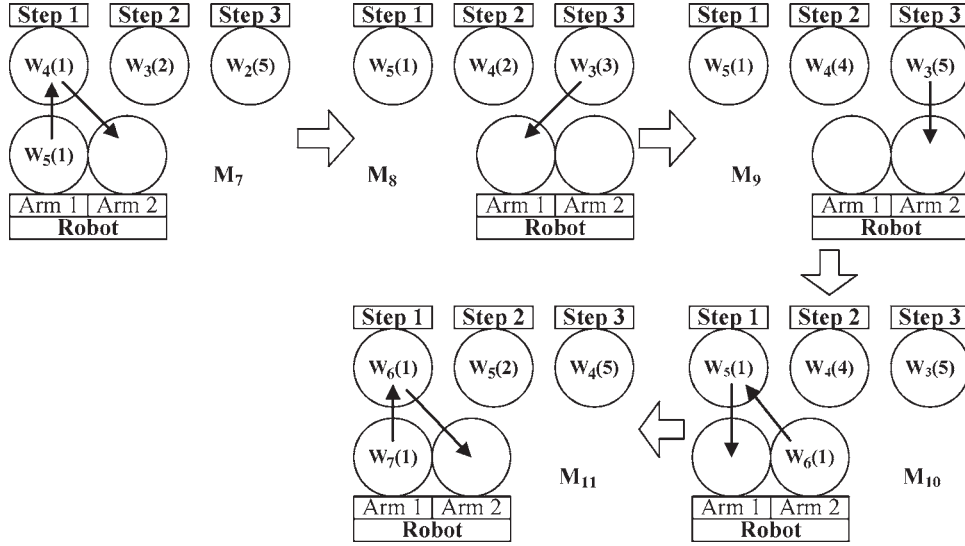 Step 1 Step 2 Step 3
W4(1) W3(2) W2(5)
W5(1)
M7
Arm 1 Arm 2
Robot
Step 1 Step 2 Step 3
W5(1) W4(2) W3(3)
M8
Arm 1 Arm 2
Robot
Step 1 Step 2 Step 3
W5(1) W4(4) W3(5)
M9
Arm 1 Arm 2
Robot
Step 1 Step 2 Step 3
W5(1) W4(4) W3(5)
W6(1)
M10
Arm 1 Arm 2
Robot
Step 1 Step 2 Step 3
W6(1) W5(2) W4(5)
W7(1)
M11
Arm 1 Arm 2
Robot